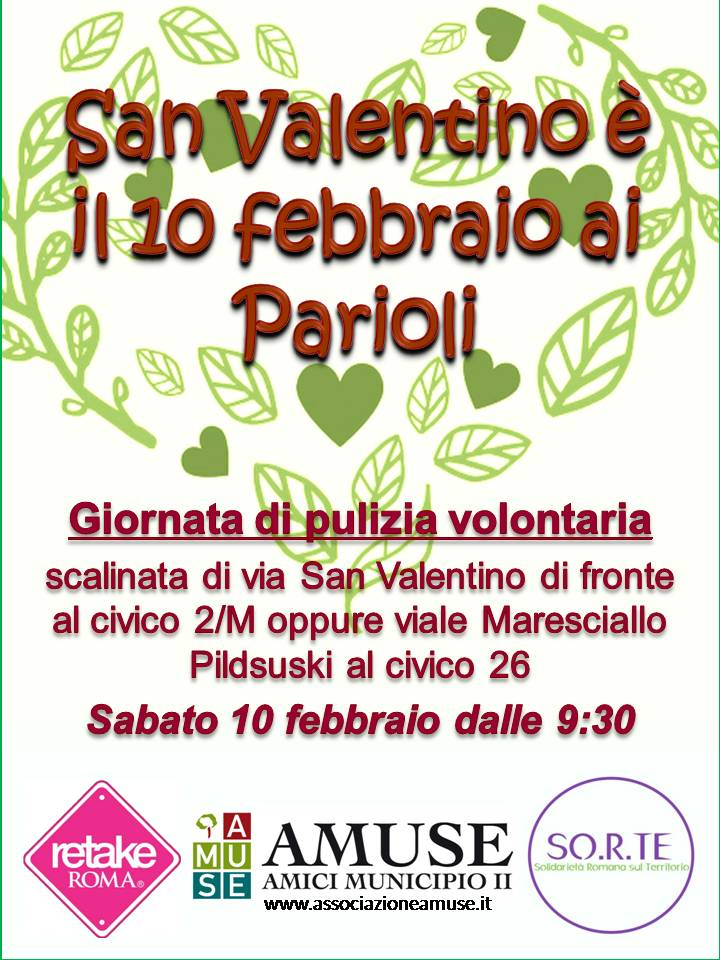 San Valentino è
il 10 febbraio ai
Parioli
Giornata di pulizia volontaria
scalinata di via San Valentino di fronte
al civico 2/M oppure viale Maresciallo
Pildsuski al civico 26
Sabato 10 febbraio dalle 9:30
retake
ROMA®
A
MU
SE
AMUSE
AMICI MUNICIPIO II
www.associazioneamuse.it
SO.R.TE
Solidarietà Romana sul Territorio